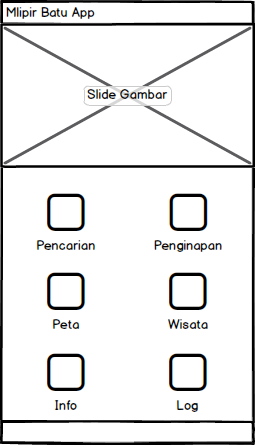 Mlipir Batu App
Slide Gambar
Pencarian
Penginapan
Peta
Wisata
Info
Log